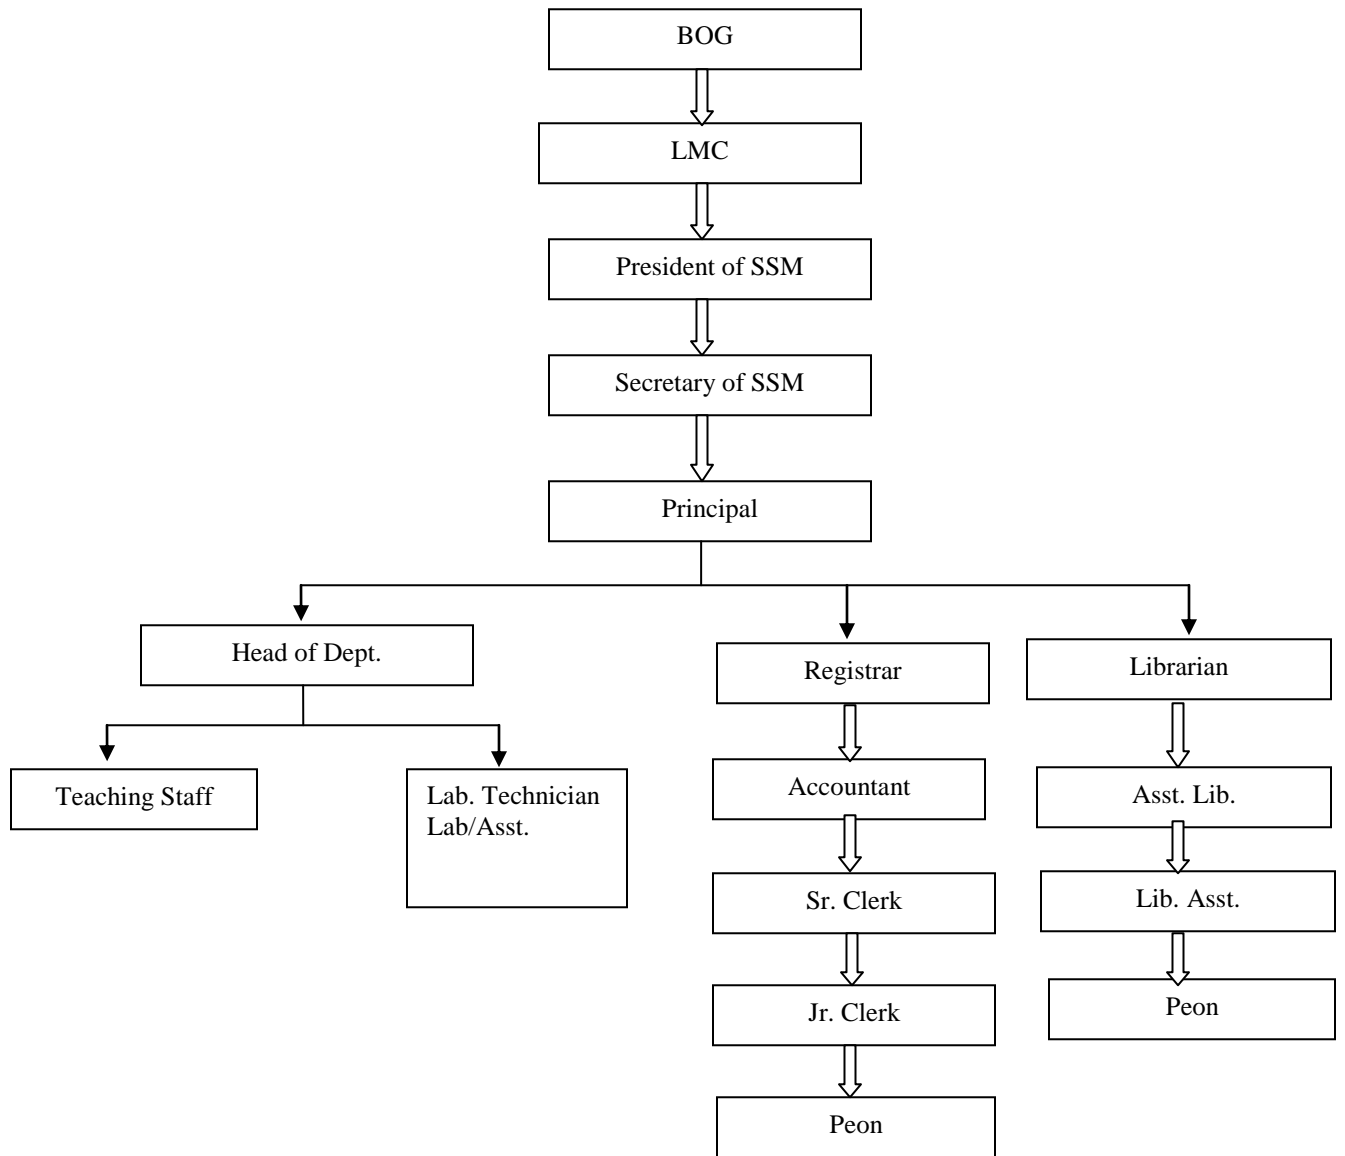 BOG
LMC
President of SSM
Secretary of SSM
Principal
Head of Dept.
Registrar
Librarian
Teaching Staff
Lab. Technician
Lab/Asst.
Accountant
Asst. Lib.
Sr. Clerk
Lib. Asst.
Jr. Clerk
Peon
Peon